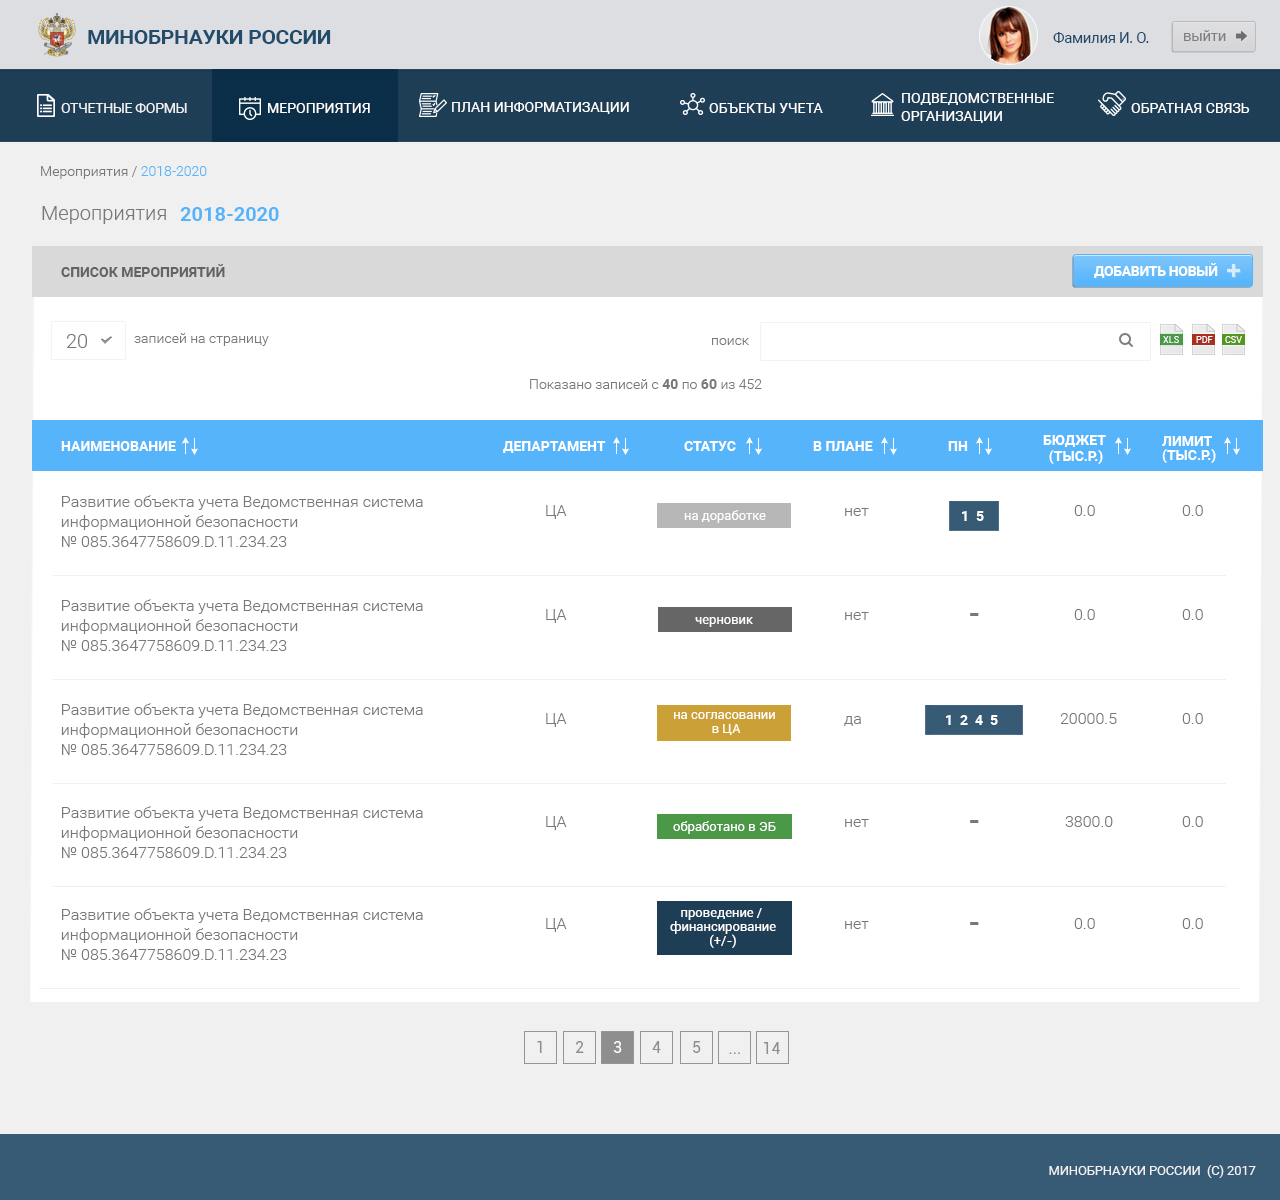 МИНОБРНАУКИ РОССИИ
Фамилия И. О.
выйти
ОТЧЕТНЫЕ ФОРМЫ
МЕРОПРИЯТИЯ
ПЛАН ИНФОРМАТИЗАЦИИ
ОБЪЕКТЫ УЧЕТА
ПОДВЕДОМСТВЕННЫЕ
ОРГАНИЗАЦИИ
ОБРАТНАЯ СВЯЗЬ
Мероприятия / 2018-2020
Мероприятия 2018-2020
СПИСОК МЕРОПРИЯТИЙ
ДОБАВИТЬ НОВЫЙ
20 записей на страницу
поиск
XLS PDF CSV
Показано записей с 40 по 60 из 452
НАИМЕНОВАНИЕ
ДЕПАРТАМЕНТ
СТАТУС
В ПЛАНЕ
ПН
БЮДЖЕТ
(ТЫС.Р.)
ЛИМИТ
(ТЫС.Р.)
Развитие объекта учета Ведомственная система
информационной безопасности
№ 085.3647758609.D.11.234.23
ЦА
на доработке
нет
1 5
0.0
0.0
Развитие объекта учета Ведомственная система
информационной безопасности
№ 085.3647758609.D.11.234.23
ЦА
черновик
нет
-
0.0
0.0
Развитие объекта учета Ведомственная система
информационной безопасности
№ 085.3647758609.D.11.234.23
ЦА
на согласовании
в ЦА
да
1 2 4 5
20000.5
0.0
Развитие объекта учета Ведомственная система
информационной безопасности
№ 085.3647758609.D.11.234.23
ЦА
обработано в ЭБ
нет
-
3800.0
0.0
Развитие объекта учета Ведомственная система
информационной безопасности
№ 085.3647758609.D.11.234.23
ЦА
проведение /
финансирование
(+/-)
нет
-
0.0
0.0
1 2 3 4 5 ... 14
МИНОБРНАУКИ РОССИИ (С) 2017